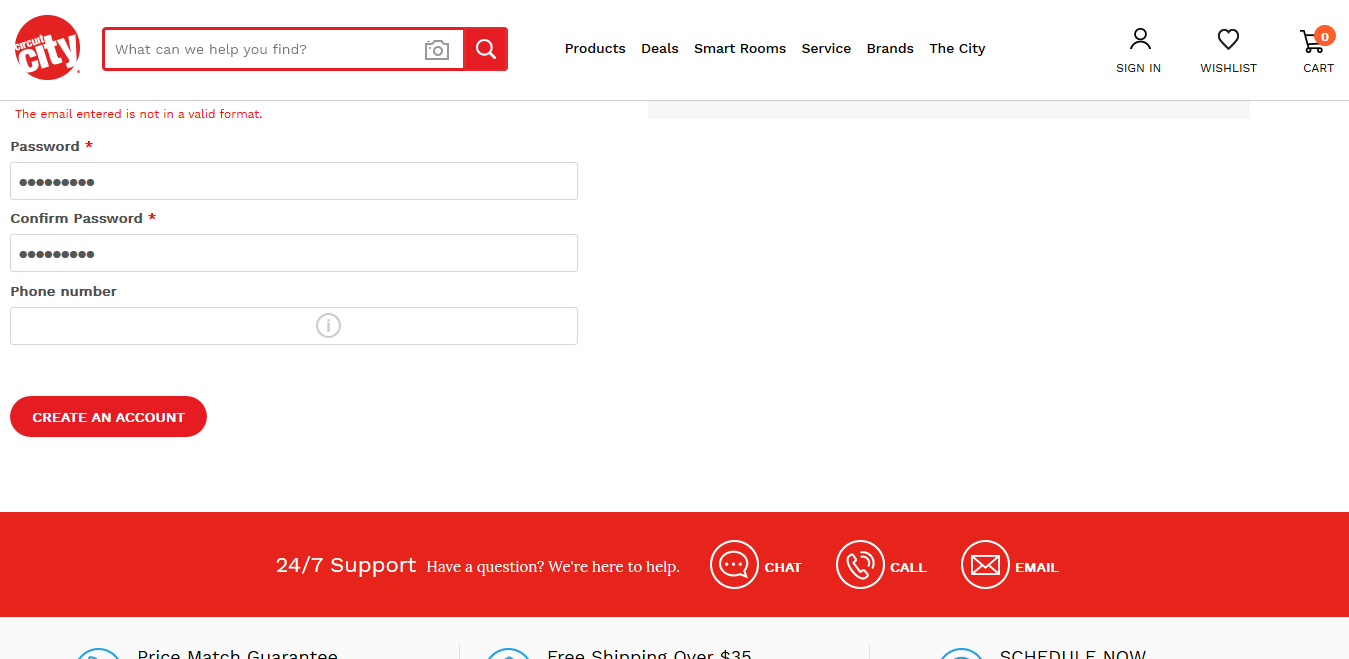 circuit city
What can we help you find?
Products Deals Smart Rooms Service Brands The City
0
SIGN IN WISHLIST CART
The email entered is not in a valid format.
Password *
●●●●●●●●●
Confirm Password *
●●●●●●●●●
Phone number
CREATE AN ACCOUNT
24/7 Support Have a question? We're here to help. CHAT CALL EMAIL
Price Match Guarantee Free Shipping Over $35 SCHEDULE NOW